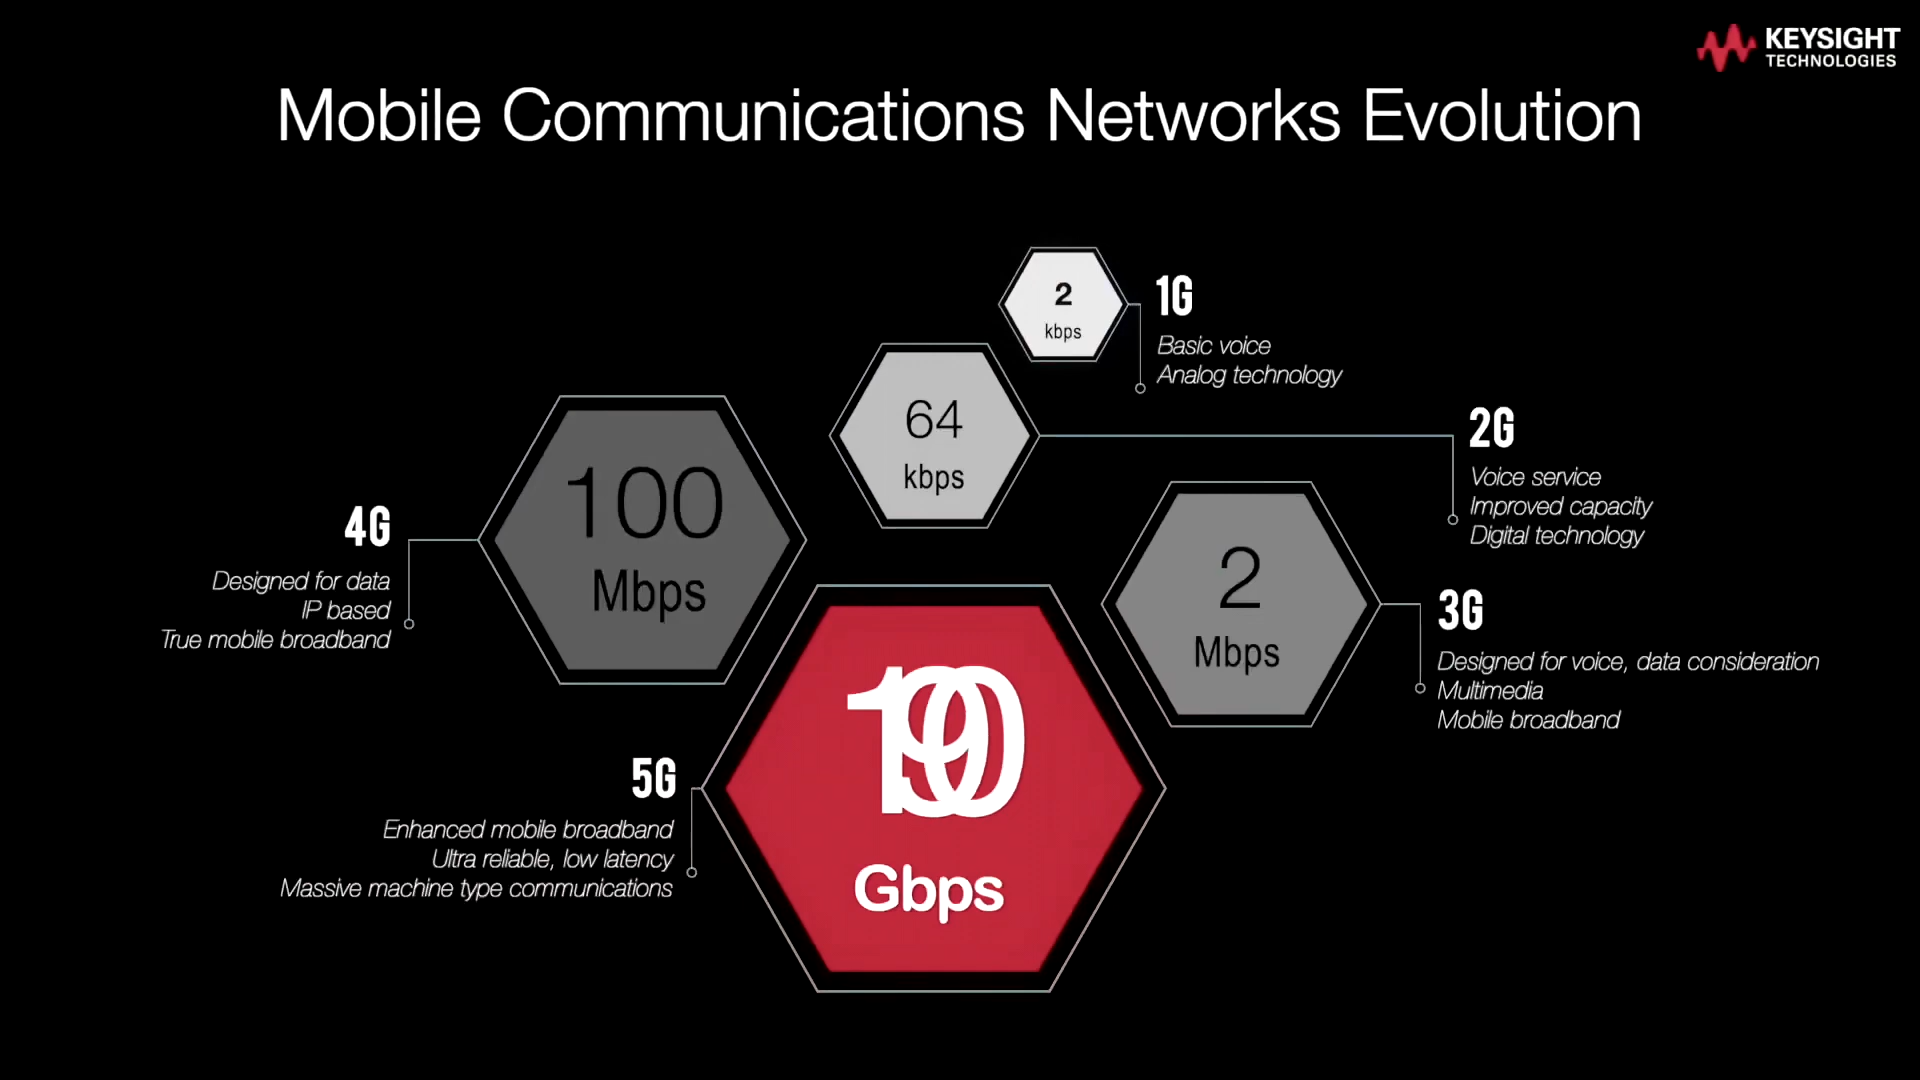 KEYSIGHT
TECHNOLOGIES
Mobile Communications Networks Evolution
2
kbps
1G
Basic voice
Analog technology
64
kbps
2G
Voice service
Improved capacity
Digital technology
100
Mbps
4G
Designed for data
IP based
True mobile broadband
2
Mbps
3G
Designed for voice, data consideration
Multimedia
Mobile broadband
Gbps
5G
Enhanced mobile broadband
Ultra reliable, low latency
Massive machine type communications